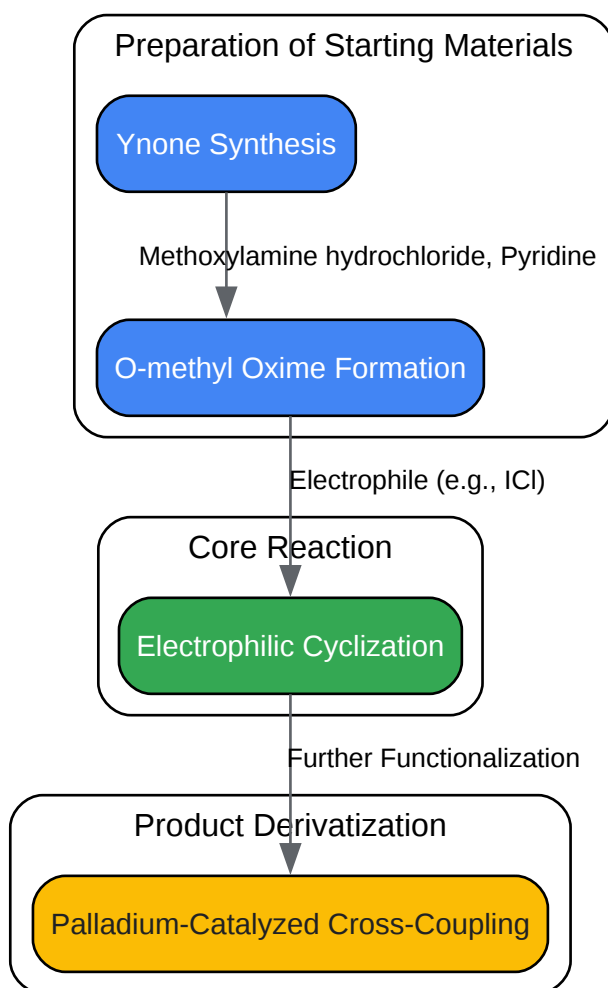 Preparation of Starting Materials
Ynone Synthesis
Methoxylamine hydrochloride, Pyridine
O-methyl Oxime Formation
Electrophile (e.g., ICl)
Core Reaction
Electrophilic Cyclization
Further Functionalization
Product Derivatization
Palladium-Catalyzed Cross-Coupling